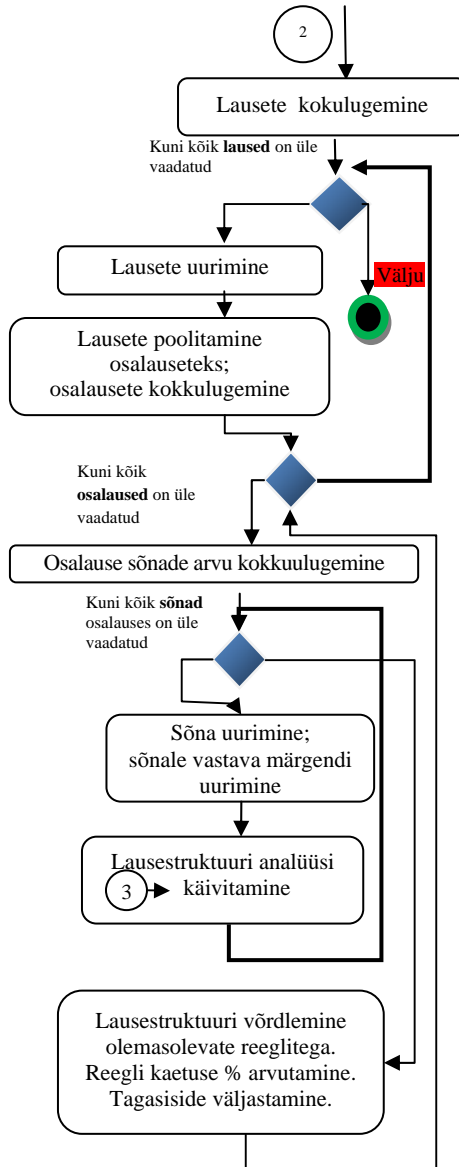 2
Lausete kokulugemine
Kuni kõik laused on üle
vaadatud
Välju
Lausete uurimine
Lausete poolitamine
osalauseteks;
osalausete kokkulugemine
Kuni kõik
osalaused on üle
vaadatud
Osalause sõnade arvu kokkuulugemine
Kuni kõik sõnad
osalauses on üle
vaadatud
Sõna uurimine;
sõnale vastava märgendi
uurimine
Lausestruktuuri analüüsi
käivitamine
3
Lausestruktuuri võrdlemine
olemasolevate reeglitega.
Reegli kaetuse % arvutamine.
Tagasiside väljastamine.